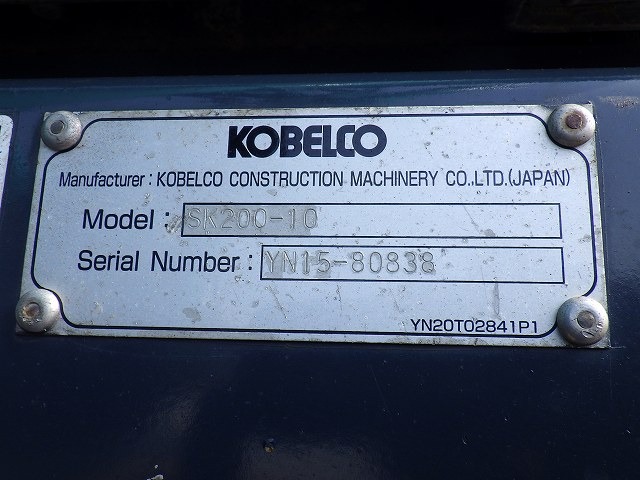 KOBELCO
Manufacturer : KOBELCO CONSTRUCTION MACHINERY CO.,LTD.(JAPAN)
Model : SK200-10
Serial Number : YN15-80838
YN20T02841P1